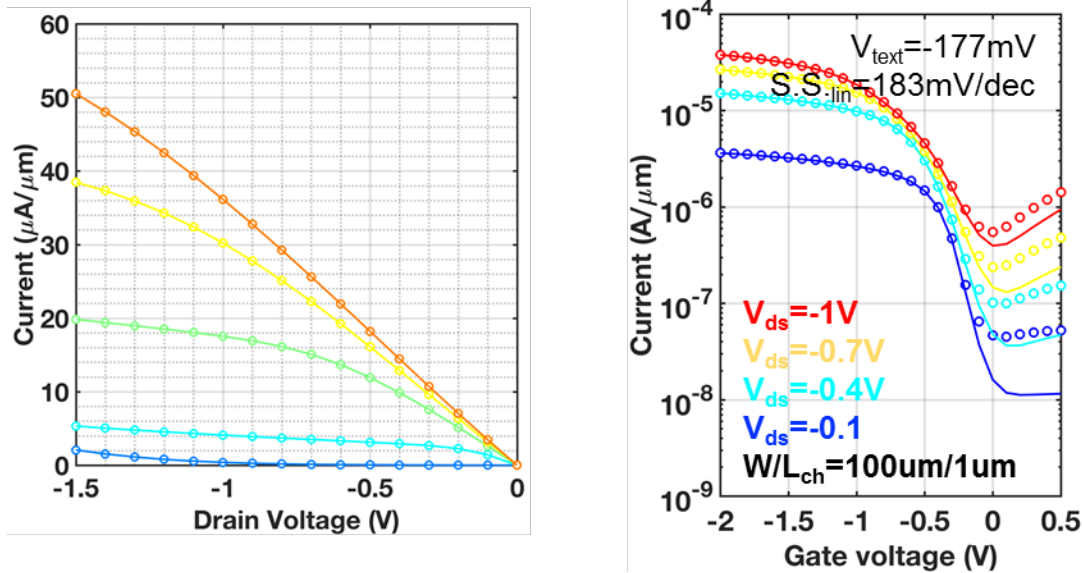 60
50
40
30
20
10
0
-1.5
-1
-0.5
0
Current (μA/μm)
Drain Voltage (V)
10-4
10-5
10-6
10-7
10-8
10-9
-2
-1.5
-1
-0.5
0
0.5
Current (A/μm)
Gate voltage (V)
Vtext=-177mV
S.S.lin=183mV/dec
Vds=-1V
Vds=-0.7V
Vds=-0.4V
Vds=-0.1
W/Lch=100um/1um